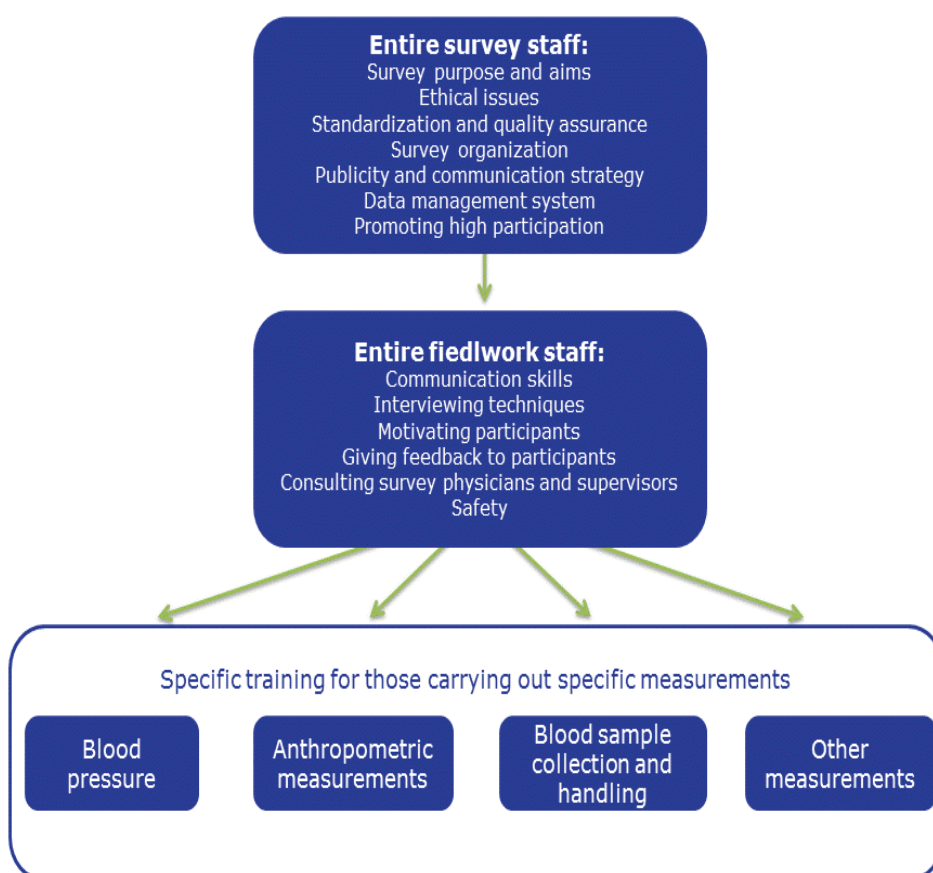 Entire survey staff:
Survey purpose and aims
Ethical issues
Standardization and quality assurance
Survey organization
Publicity and communication strategy
Data management system
Promoting high participation
Entire fiedlwork staff:
Communication skills
Interviewing techniques
Motivating participants
Giving feedback to participants
Consulting survey physicians and supervisors
Safety
Specific training for those carrying out specific measurements
Blood
pressure
Anthropometric
measurements
Blood sample
collection and
handling
Other
measurements